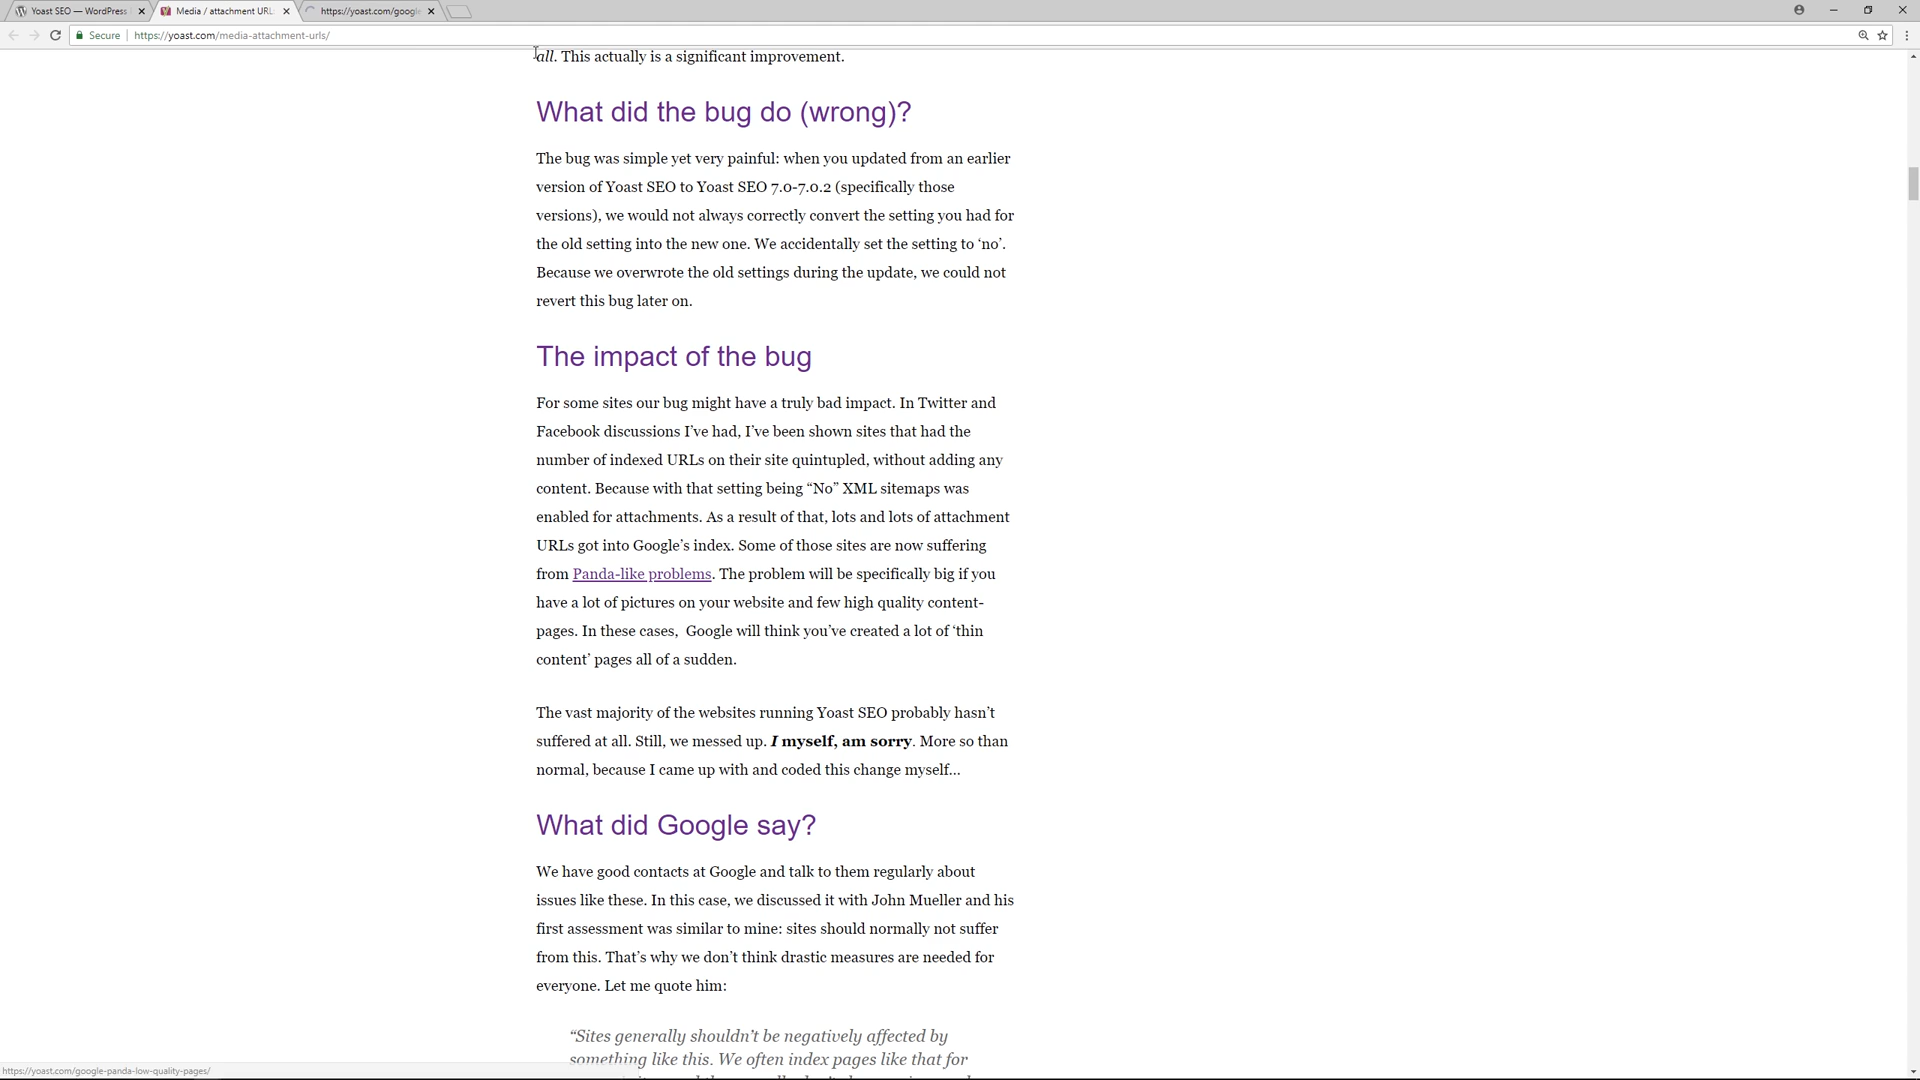 Yoast SEO — WordPress
Media / attachment URL
https://yoast.com/google
Secure
https://yoast.com/media-attachment-urls/
all. This actually is a significant improvement.
What did the bug do (wrong)?
The bug was simple yet very painful: when you updated from an earlier
version of Yoast SEO to Yoast SEO 7.0-7.0.2 (specifically those
versions), we would not always correctly convert the setting you had for
the old setting into the new one. We accidentally set the setting to ‘no’.
Because we overwrote the old settings during the update, we could not
revert this bug later on.
The impact of the bug
For some sites our bug might have a truly bad impact. In Twitter and
Facebook discussions I’ve had, I’ve been shown sites that had the
number of indexed URLs on their site quintupled, without adding any
content. Because with that setting being “No” XML sitemaps was
enabled for attachments. As a result of that, lots and lots of attachment
URLs got into Google’s index. Some of those sites are now suffering
from Panda-like problems. The problem will be specifically big if you
have a lot of pictures on your website and few high quality content-
pages. In these cases,  Google will think you’ve created a lot of ‘thin
content’ pages all of a sudden.
The vast majority of the websites running Yoast SEO probably hasn’t
suffered at all. Still, we messed up. I myself, am sorry. More so than
normal, because I came up with and coded this change myself…
What did Google say?
We have good contacts at Google and talk to them regularly about
issues like these. In this case, we discussed it with John Mueller and his
first assessment was similar to mine: sites should normally not suffer
from this. That’s why we don’t think drastic measures are needed for
everyone. Let me quote him:
“Sites generally shouldn’t be negatively affected by
something like this. We often index pages like that for
https://yoast.com/google-panda-low-quality-pages/